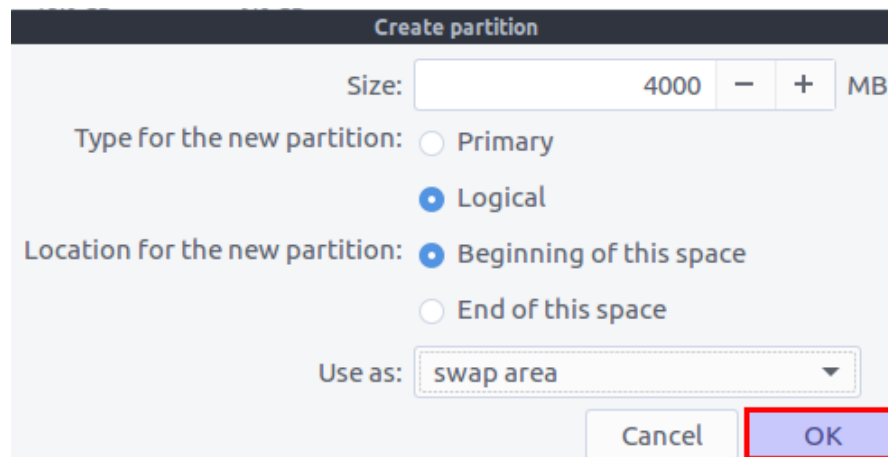 Create partition
Size: 4000 − + MB
Type for the new partition: Primary
Logical
Location for the new partition: Beginning of this space
End of this space
Use as: swap area
Cancel OK